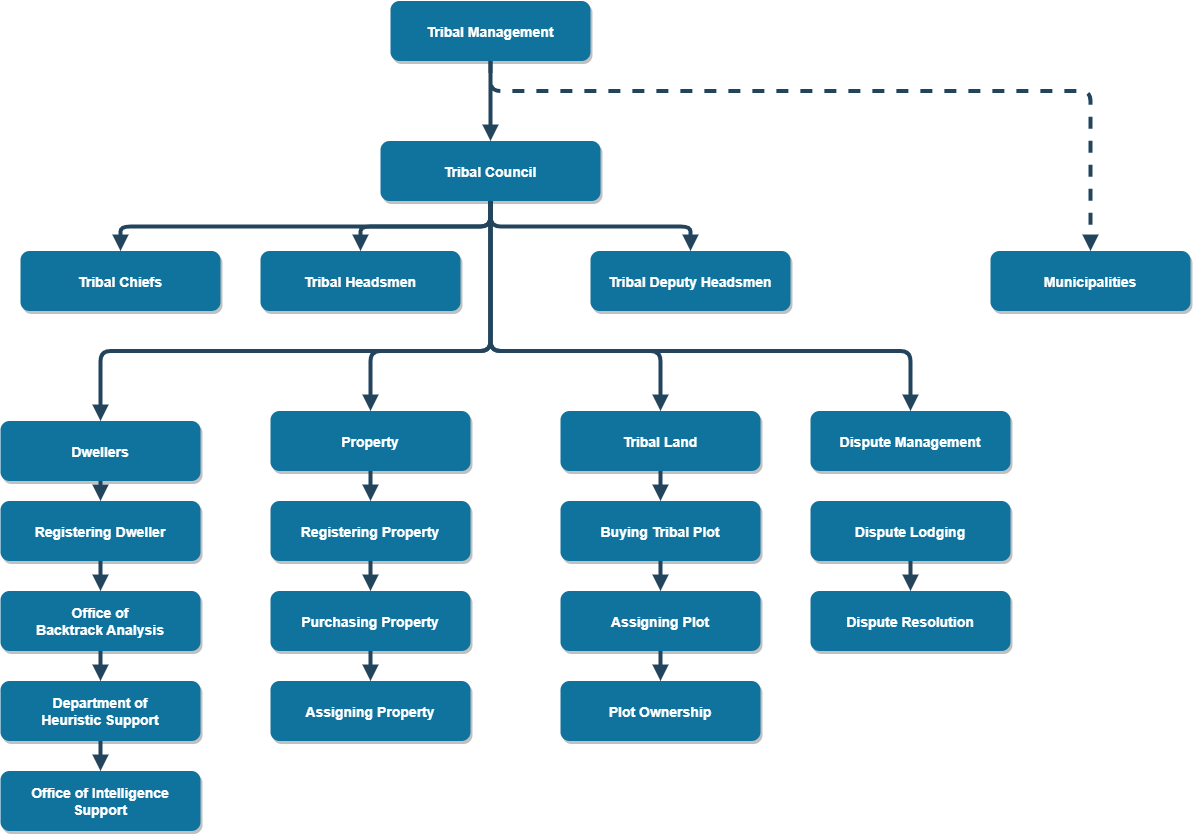 Tribal Management
Tribal Council
Tribal Chiefs
Tribal Headsmen
Tribal Deputy Headsmen
Municipalities
Dwellers
Property
Tribal Land
Dispute Management
Registering Dweller
Registering Property
Buying Tribal Plot
Dispute Lodging
Office of
Backtrack Analysis
Purchasing Property
Assigning Plot
Dispute Resolution
Department of
Heuristic Support
Assigning Property
Plot Ownership
Office of Intelligence
Support